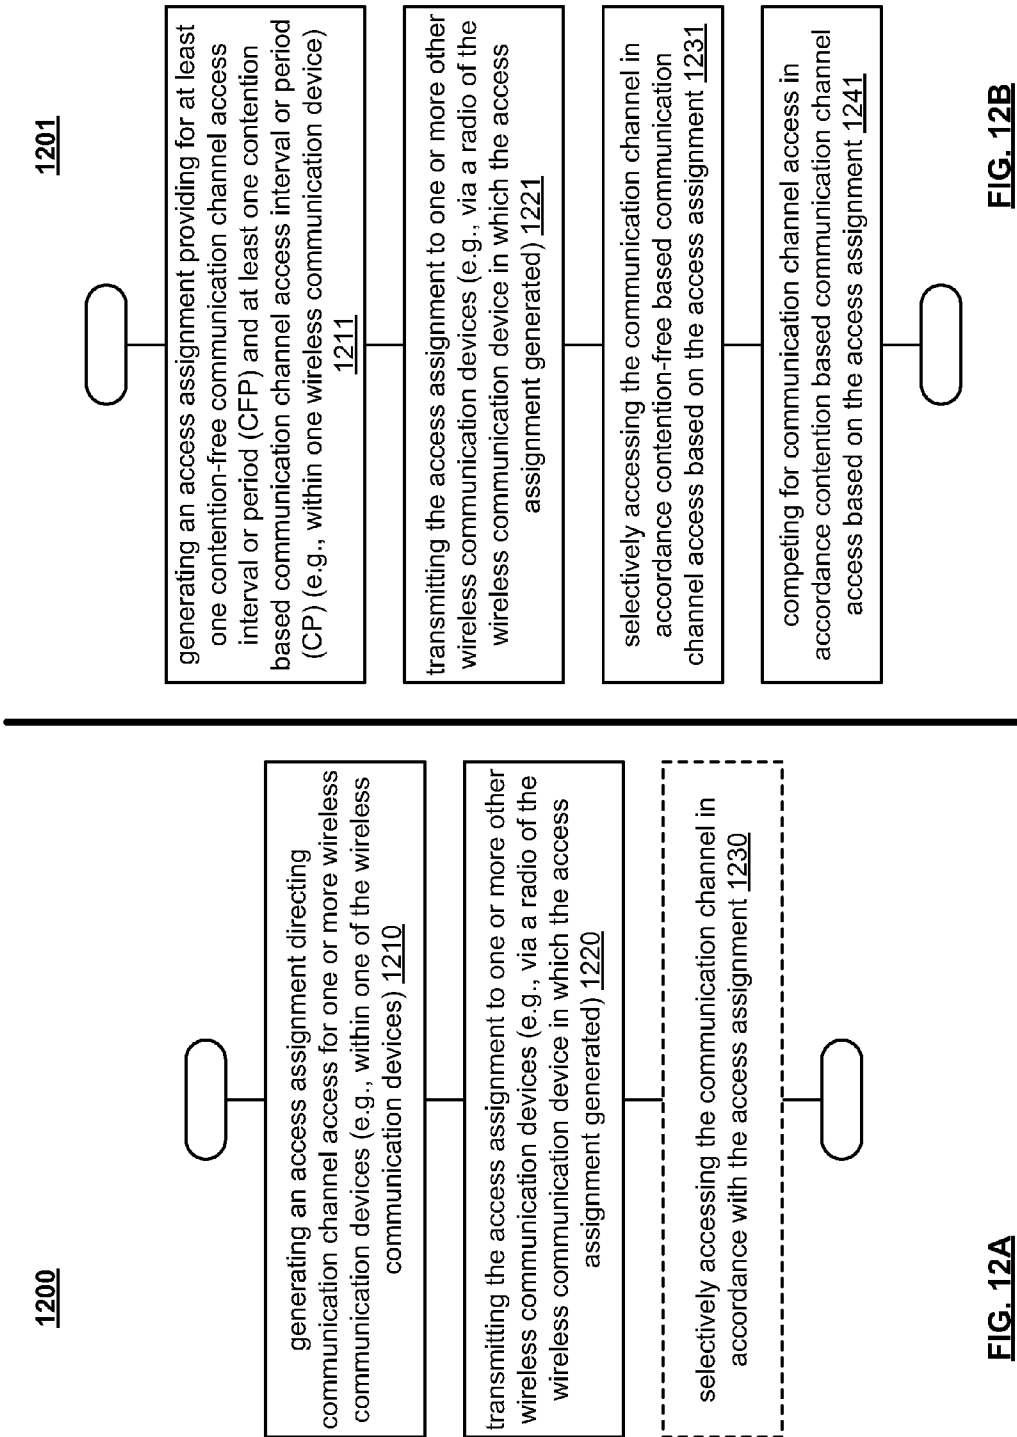 1200
generating an access assignment directing
communication channel access for one or more wireless
communication devices (e.g., within one of the wireless
communication devices) 1210
transmitting the access assignment to one or more other
wireless communication devices (e.g., via a radio of the
wireless communication device in which the access
assignment generated) 1220
selectively accessing the communication channel in
accordance with the access assignment 1230
FIG. 12A
1201
generating an access assignment providing for at least
one contention-free communication channel access
interval or period (CFP) and at least one contention
based communication channel access interval or period
(CP) (e.g., within one wireless communication device)
1211
transmitting the access assignment to one or more other
wireless communication devices (e.g., via a radio of the
wireless communication device in which the access
assignment generated) 1221
selectively accessing the communication channel in
accordance contention-free based communication
channel access based on the access assignment 1231
competing for communication channel access in
accordance contention based communication channel
access based on the access assignment 1241
FIG. 12B